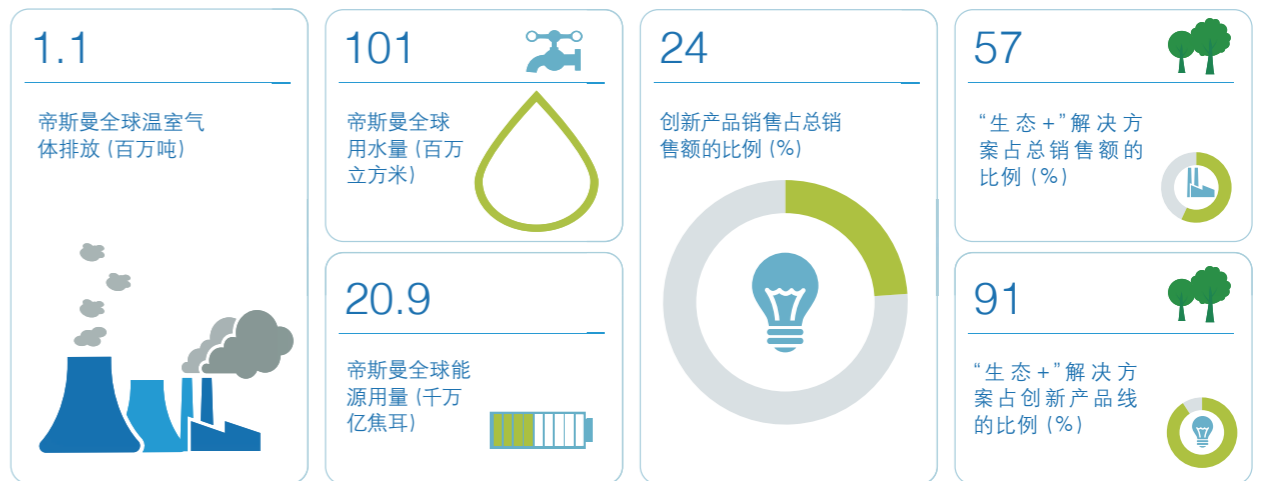 1.1
帝斯曼全球温室气
体排放 (百万吨)
101
帝斯曼全球
用水量 (百万
立方米)
20.9
帝斯曼全球能
源用量 (千万
亿焦耳)
24
创新产品销售占总销
售额的比例 (%)
57
“生态+”解决方
案占总销售额的
比例 (%)
91
“生态+”解决方
案占创新产品线
的比例 (%)